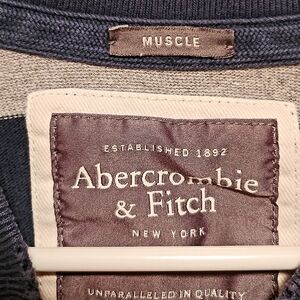 MUSCLE
ESTABLISHED 1892
Abercrombie
& Fitch
NEW YORK
UNPARALLELED IN QUALITY